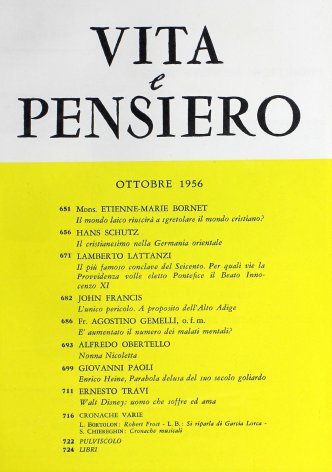 VITA
e
PENSIERO
OTTOBRE 1956
651 Mons. ETIENNE-MARIE BORNET
Il mondo laico riuscirà a sgretolare il mondo cristiano?
656 HANS SCHUTZ
Il cristianesimo nella Germania orientale
671 LAMBERTO LATTANZI
Il più famoso conclave del Seicento. Per quali vie la
Provvidenza volle eletto Pontefice il Beato Inno-
cenzo XI
682 JOHN FRANCIS
L'unico pericolo. A proposito dell'Alto Adige
686 Fr. AGOSTINO GEMELLI, o. f. m.
E' aumentato il numero dei malati mentali?
693 ALFREDO OBERTELLO
Nonna Nicoletta
699 GIOVANNI PAOLI
Enrico Heine, Parabola delusa del suo secolo goliardo
711 ERNESTO TRAVI
Walt Disney: uomo che soffre ed ama
716 CRONACHE VARIE
L. BORTOLON: Robert Frost - L. B.: Si riparla di Garcia Lorca -
S. CHIEREGHIN: Cronache musicali
722 PULVISCOLO
724 LIBRI